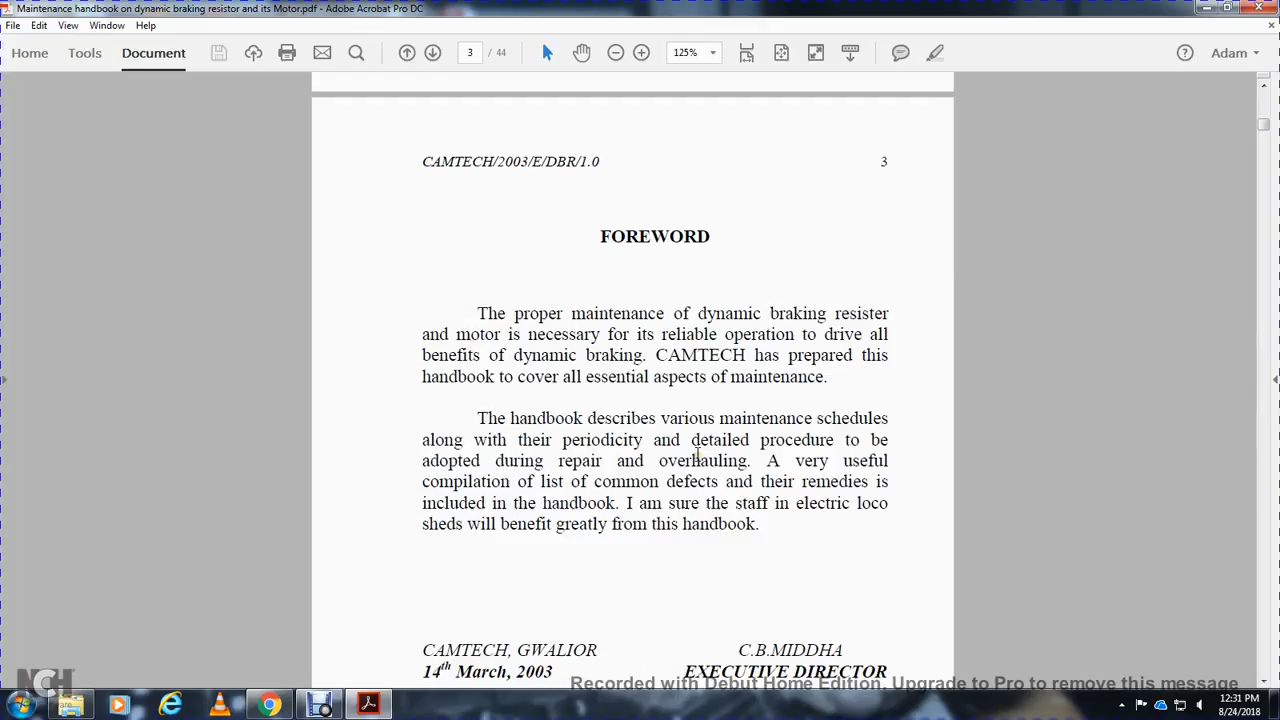 Maintenance handbook on dynamic braking resistor and its Motor.pdf - Adobe Acrobat Pro DC
File Edit View Window Help
Home Tools Document 3 / 44 125% Adam
CAMTECH/2003/E/DBR/1.0 3
FOREWORD
The proper maintenance of dynamic braking resister
and motor is necessary for its reliable operation to drive all
benefits of dynamic braking. CAMTECH has prepared this
handbook to cover all essential aspects of maintenance.
The handbook describes various maintenance schedules
along with their periodicity and detailed procedure to be
adopted during repair and overhauling. A very useful
compilation of list of common defects and their remedies is
included in the handbook. I am sure the staff in electric loco
sheds will benefit greatly from this handbook.
CAMTECH, GWALIOR C.B.MIDDHA
14th March, 2003 EXECUTIVE DIRECTOR
Recorded with Debut Home Edition. Upgrade to Pro to remove this message
NCH
12:31 PM
8/24/2018